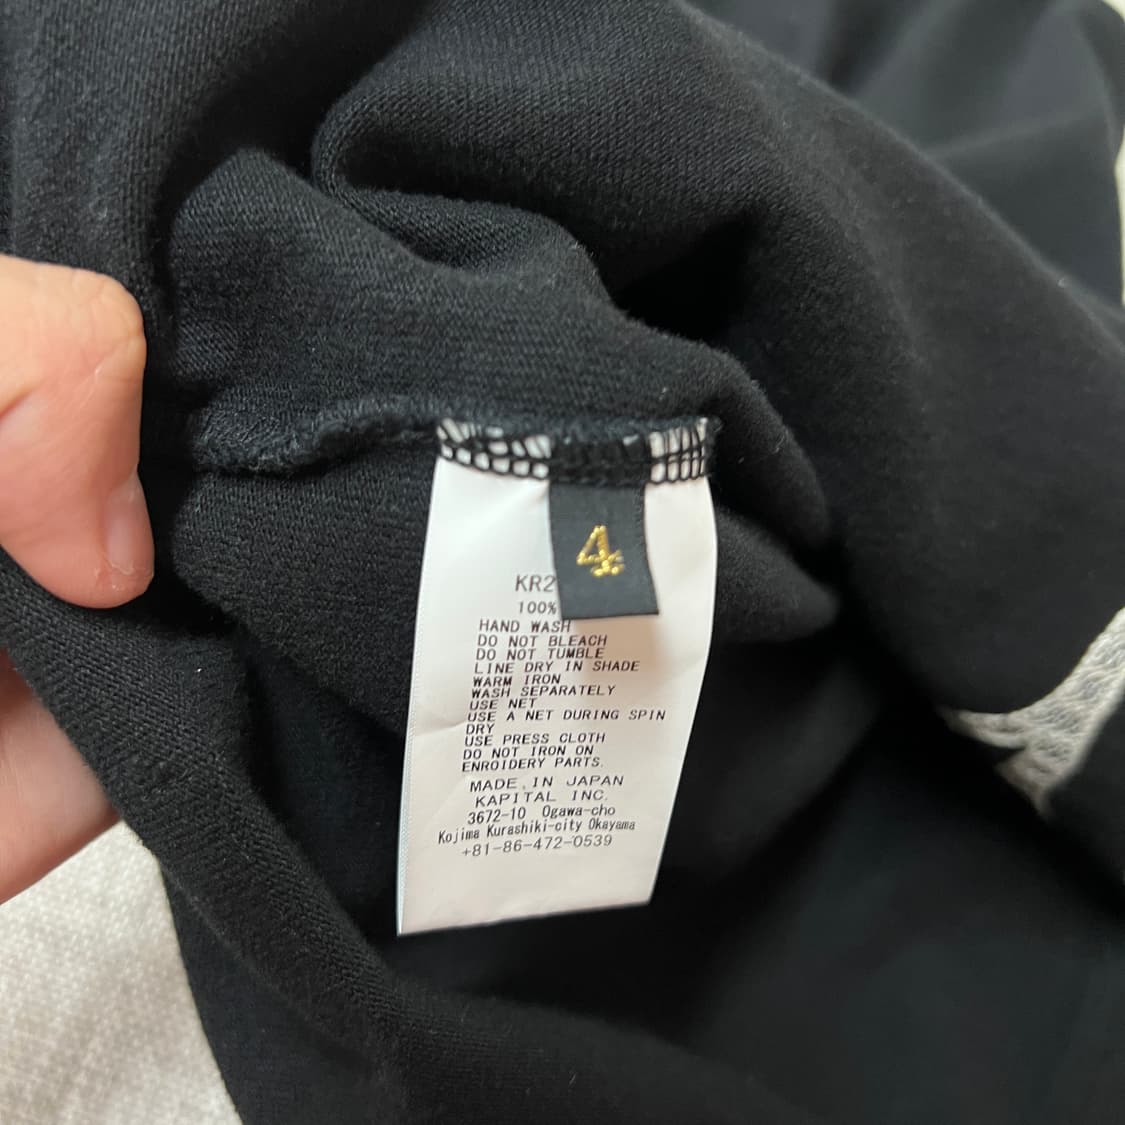 4
KR2
100%
HAND WASH
DO NOT BLEACH
DO NOT TUMBLE
LINE DRY IN SHADE
WARM IRON
WASH SEPARATELY
USE NET
USE A NET DURING SPIN
DRY
USE PRESS CLOTH
DO NOT IRON ON
ENROIDERY PARTS.
MADE IN JAPAN
KAPITAL INC.
3672-10 Ogawa-cho
Kojima Kurashiki-city Okayama
+81-86-472-0539